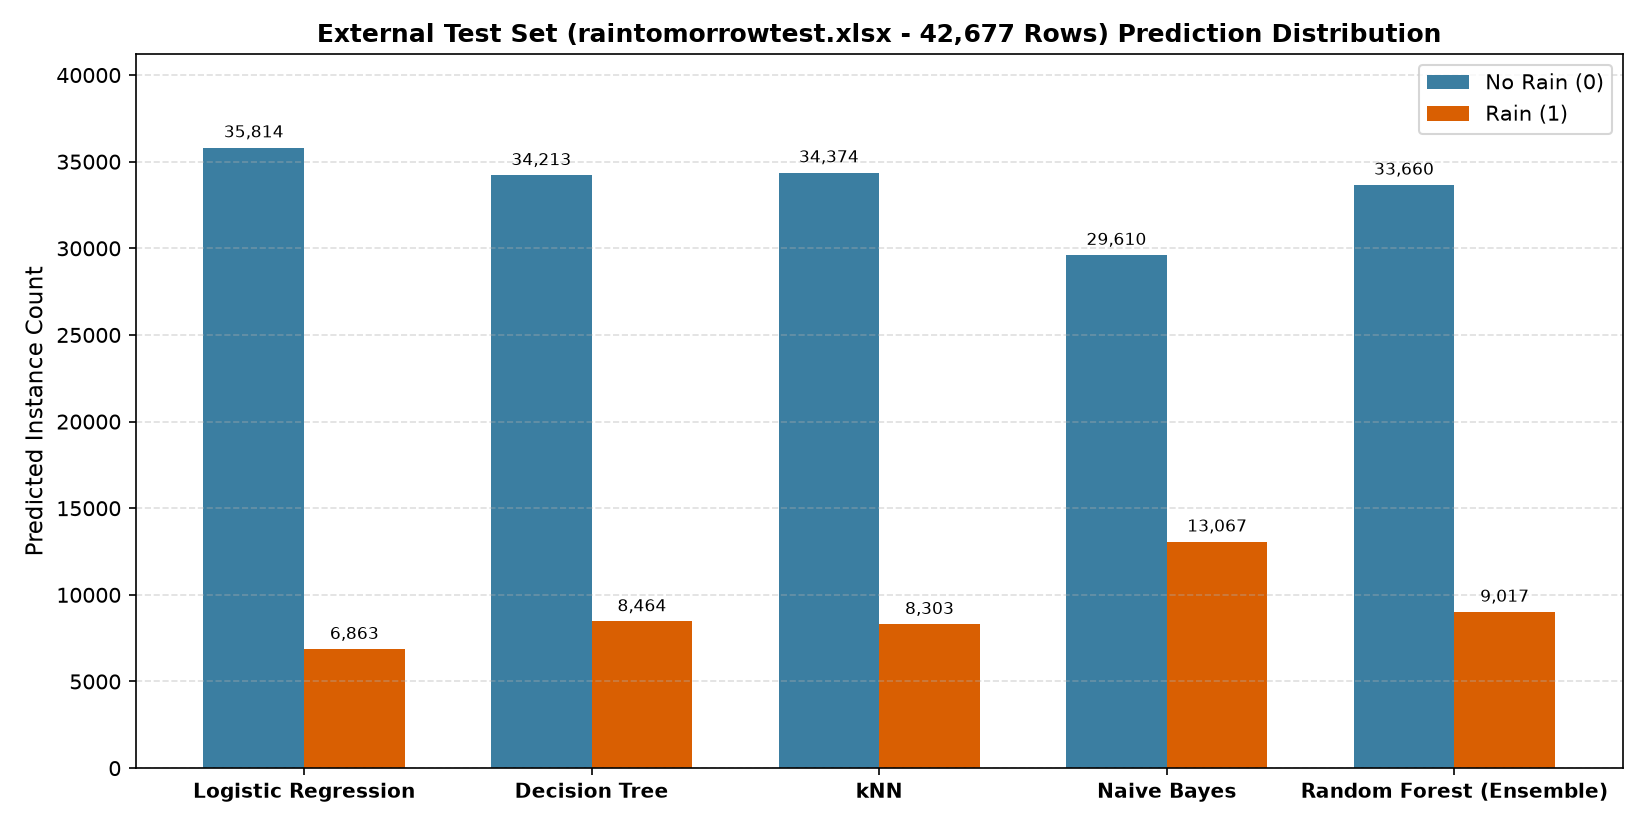 External Test Set (raintomorrowtest.xlsx - 42,677 Rows) Prediction Distribution
No Rain (0)
Rain (1)
Predicted Instance Count
40000
35000
30000
25000
20000
15000
10000
5000
0
35,814
6,863
34,213
8,464
34,374
8,303
29,610
13,067
33,660
9,017
Logistic Regression
Decision Tree
kNN
Naive Bayes
Random Forest (Ensemble)